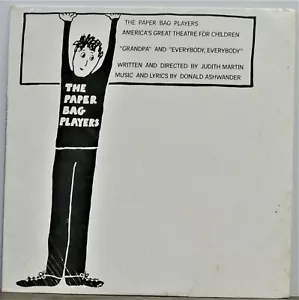 THE PAPER BAG PLAYERS
AMERICA'S GREAT THEATRE FOR CHILDREN
"GRANDPA" AND "EVERYBODY, EVERYBODY"
WRITTEN AND DIRECTED BY JUDITH MARTIN
MUSIC AND LYRICS BY DONALD ASHWANDER
THE
PAPER
BAG
PLAYERS